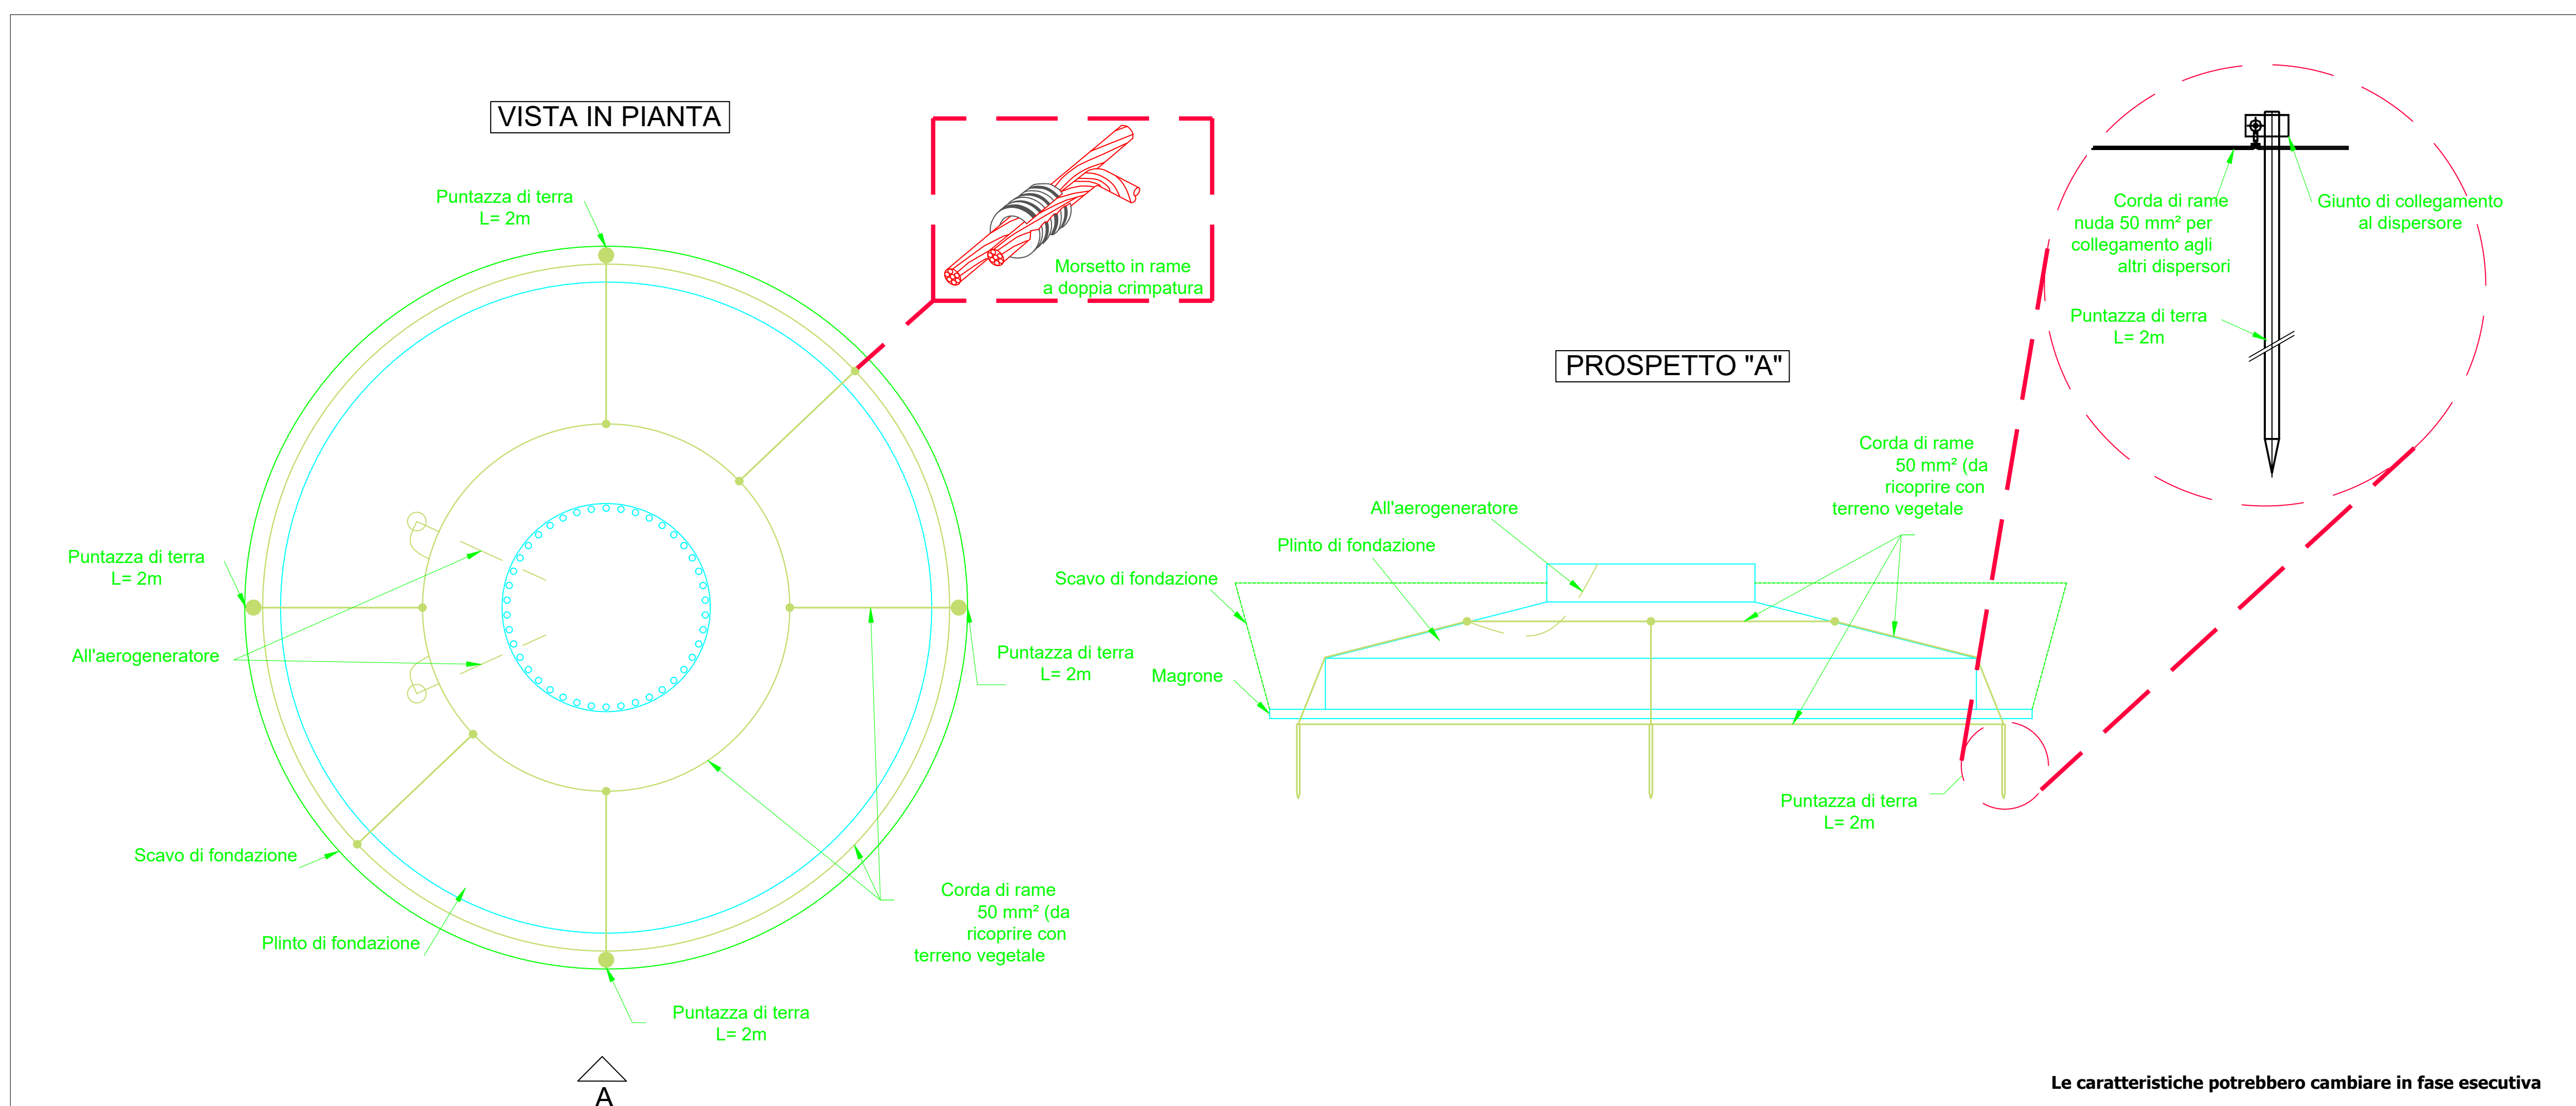 VISTA IN PIANTA
Puntazza di terra
L= 2m
Morsetto in rame
a doppia crimpatura
Puntazza di terra
L= 2m
All'aerogeneratore
Puntazza di terra
L= 2m
Scavo di fondazione
Plinto di fondazione
Corda di rame
50 mm² (da
ricoprire con
terreno vegetale
Puntazza di terra
L= 2m
A
PROSPETTO "A"
Corda di rame
50 mm² (da
ricoprire con
terreno vegetale
All'aerogeneratore
Plinto di fondazione
Scavo di fondazione
Magrone
Puntazza di terra
L= 2m
Corda di rame
nuda 50 mm² per
collegamento agli
altri dispersori
Giunto di collegamento
al dispersore
Puntazza di terra
L= 2m
Le caratteristiche potrebbero cambiare in fase esecutiva